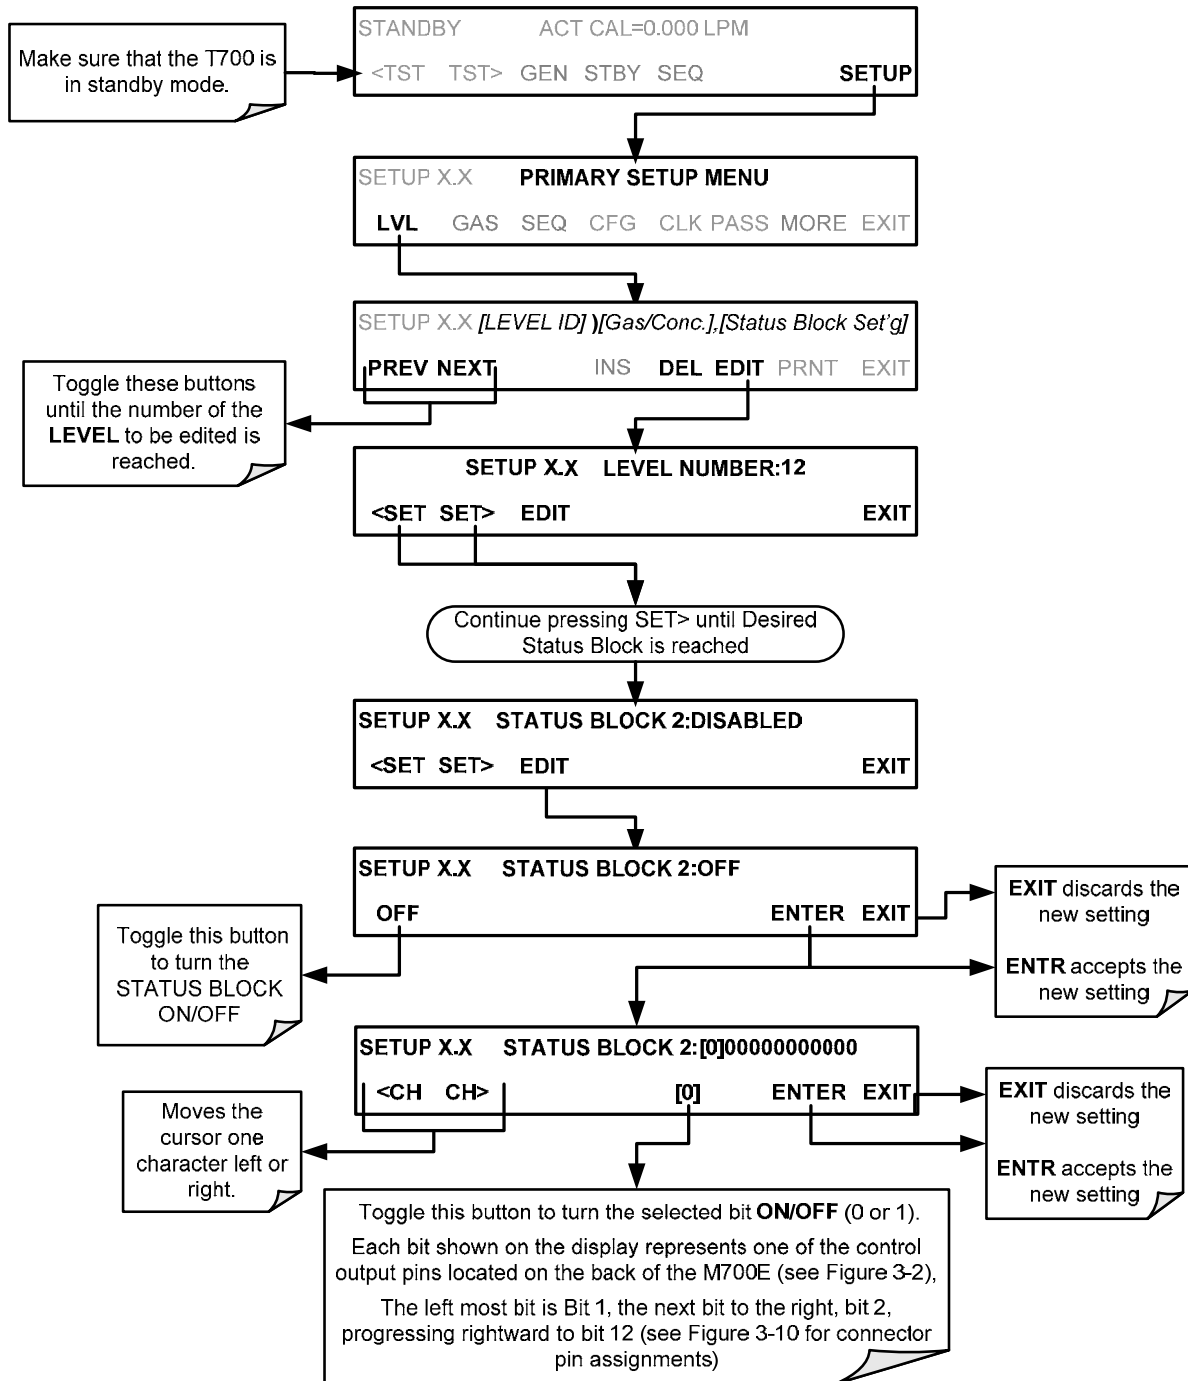 Make sure that the T700 is
in standby mode.
STANDBY ACT CAL=0.000 LPM
<TST TST> GEN STBY SEQ SETUP
SETUP X.X PRIMARY SETUP MENU
LVL GAS SEQ CFG CLK PASS MORE EXIT
SETUP X.X [LEVEL ID] )[Gas/Conc.],[Status Block Set'g]
PREV NEXT INS DEL EDIT PRNT EXIT
Toggle these buttons
until the number of the
LEVEL to be edited is
reached.
SETUP X.X LEVEL NUMBER:12
<SET SET> EDIT EXIT
Continue pressing SET> until Desired
Status Block is reached
SETUP X.X STATUS BLOCK 2:DISABLED
<SET SET> EDIT EXIT
SETUP X.X STATUS BLOCK 2:OFF
OFF ENTER EXIT
Toggle this button
to turn the
STATUS BLOCK
ON/OFF
EXIT discards the
new setting
ENTR accepts the
new setting
SETUP X.X STATUS BLOCK 2:[0]00000000000
<CH CH> [0] ENTER EXIT
Moves the
cursor one
character left or
right.
EXIT discards the
new setting
ENTR accepts the
new setting
Toggle this button to turn the selected bit ON/OFF (0 or 1).
Each bit shown on the display represents one of the control
output pins located on the back of the M700E (see Figure 3-2),
The left most bit is Bit 1, the next bit to the right, bit 2,
progressing rightward to bit 12 (see Figure 3-10 for connector
pin assignments)